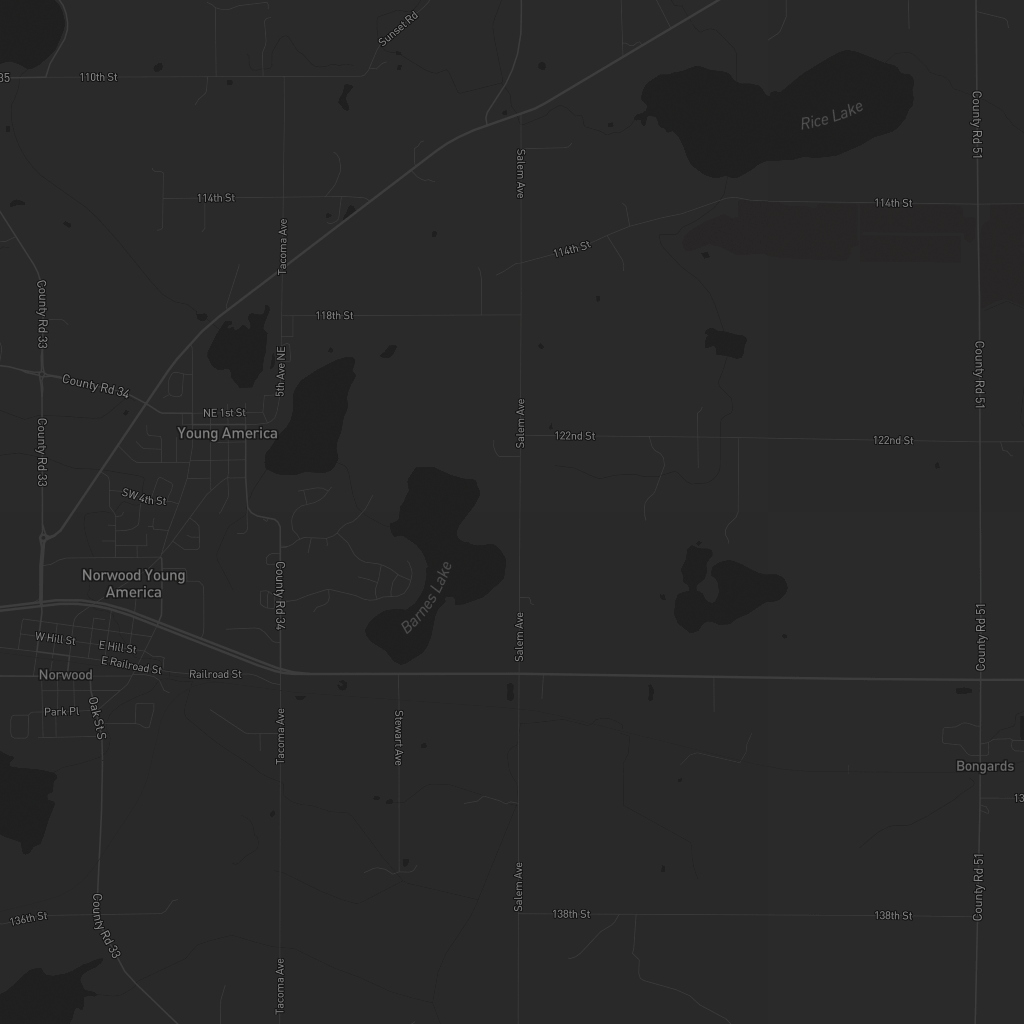 Sunset Rd
35
110th St
County Rd 51
Rice Lake
Salem Ave
114th St
114th St
Tacoma Ave
114th St
County Rd 33
118th St
5th Ave NE
County Rd 51
County Rd 34
NE 1st St
Salem Ave
Young America
122nd St
122nd St
County Rd 33
SW 4th St
Norwood Young
America
County Rd 34
Barnes Lake
Salem Ave
County Rd 51
W Hill St
E Hill St
E Railroad St
Norwood
Railroad St
Park Pl
Oak St S
Tacoma Ave
Stewart Ave
Bongards
13
Salem Ave
County Rd 51
136th St
County Rd 33
138th St
138th St
Tacoma Ave